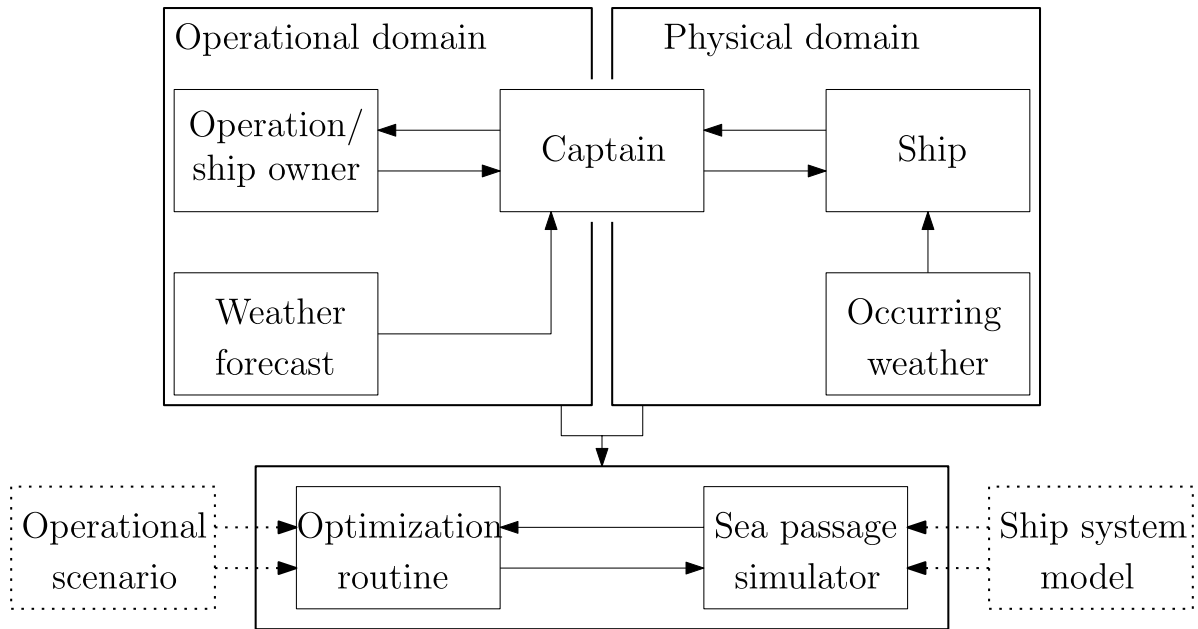 Operational domain
Physical domain
Operation/
ship owner
Captain
Ship
Weather
forecast
Occurring
weather
Operational
scenario
Optimization
routine
Sea passage
simulator
Ship system
model